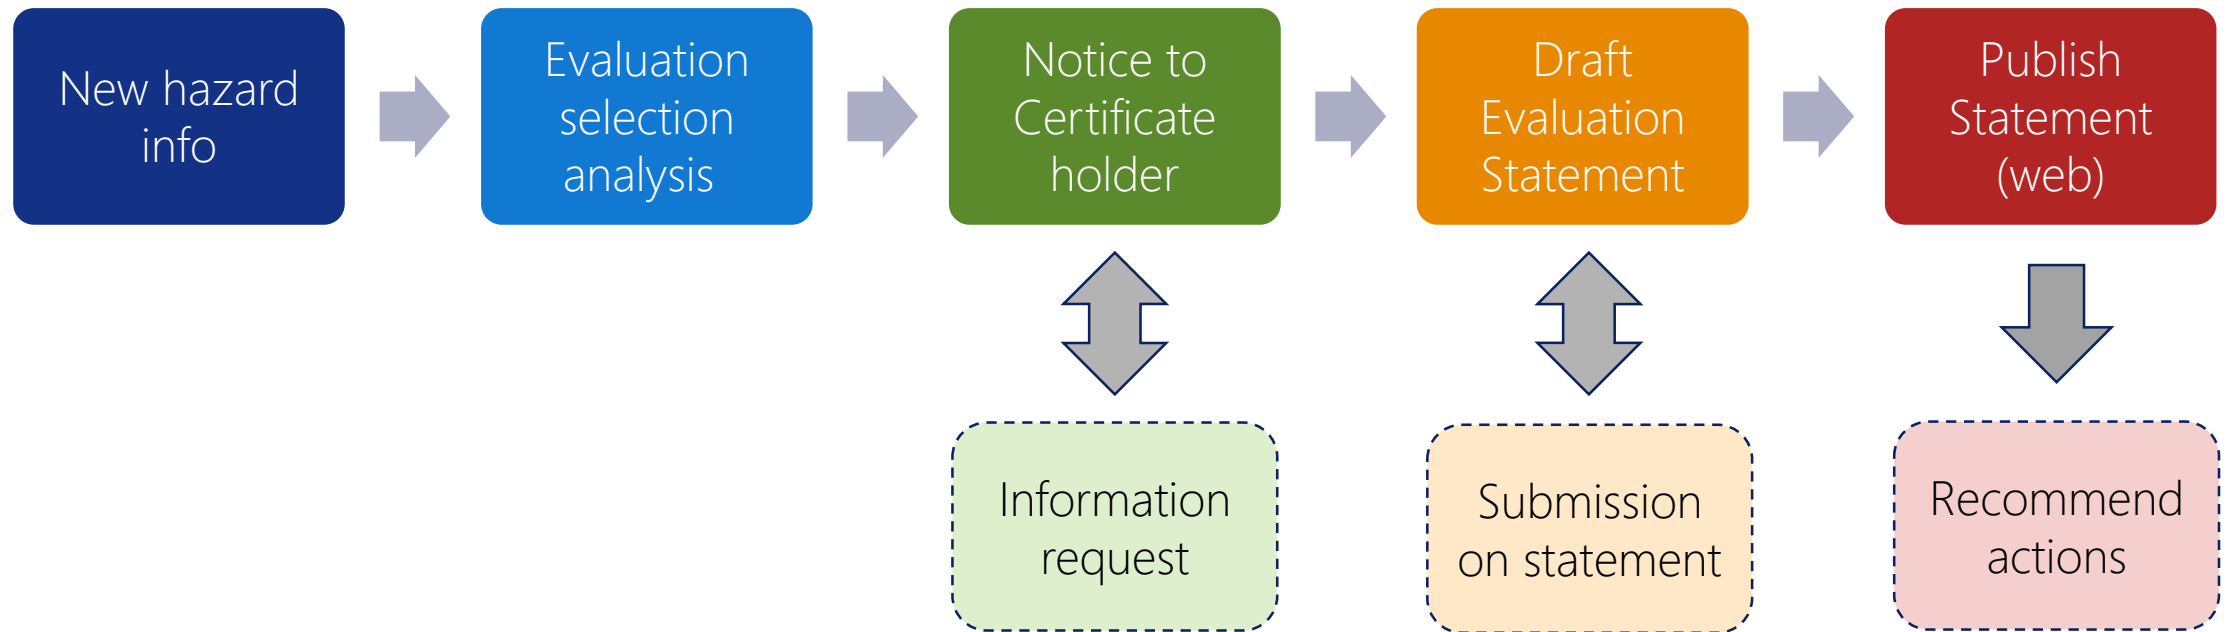 New hazard
info
Evaluation
selection
analysis
Notice to
Certificate
holder
Draft
Evaluation
Statement
Publish
Statement
(web)
Information
request
Submission
on statement
Recommend
actions